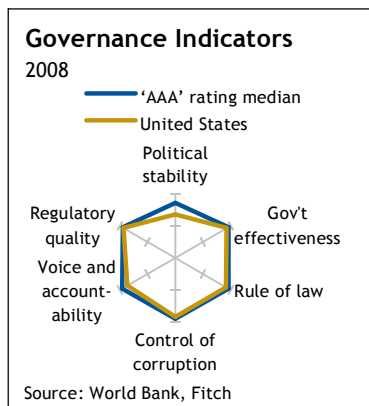 Governance Indicators
2008
‘AAA’ rating median
United States
Political
stability
Regulatory
quality
Gov't
effectiveness
Voice and
account-
ability
Rule of law
Control of
corruption
Source: World Bank, Fitch